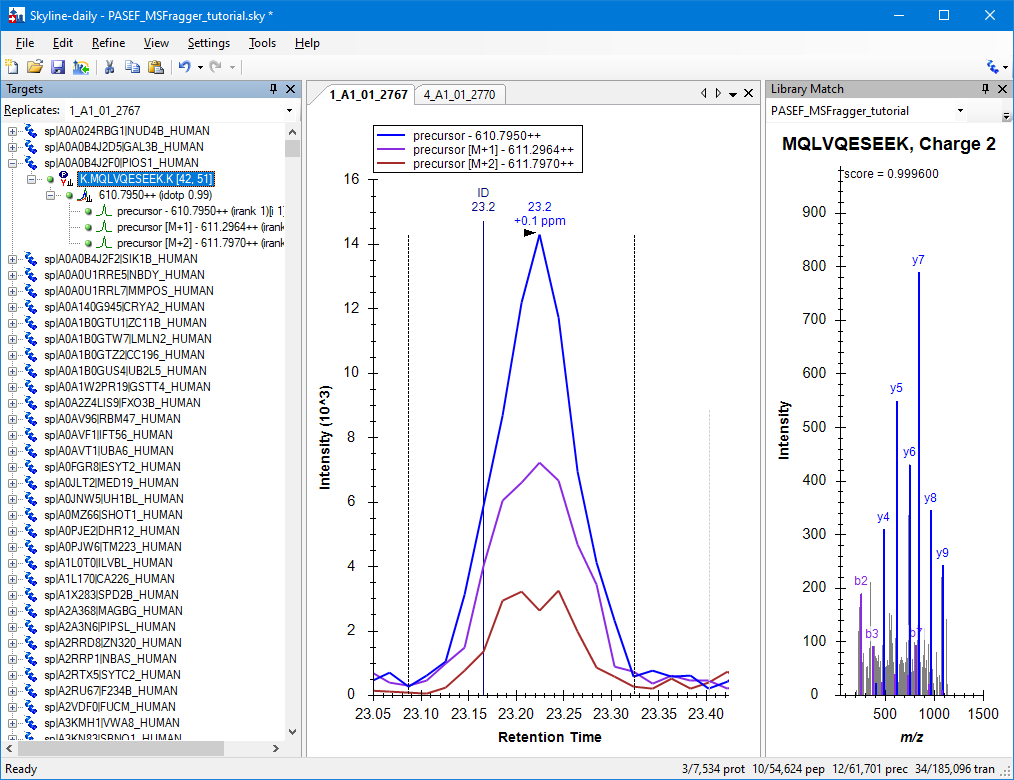 Skyline-daily - PASEF_MSFragger_tutorial.sky *
File Edit Refine View Settings Tools Help
Targets
Replicates: 1_A1_01_2767
sp|A0A024RBG1|NUD4B_HUMAN
sp|A0A0B4J2D5|GAL3B_HUMAN
sp|A0A0B4J2F0|PIOS1_HUMAN
K.MQLVQESEEK.K [42, 51]
610.7950++ (idotp 0.99)
precursor - 610.7950++ (irank 1)[i 1]
precursor [M+1] - 611.2964++ (irank
precursor [M+2] - 611.7970++ (irank
sp|A0A0B4J2F2|SIK1B_HUMAN
sp|A0A0U1RRE5|NBDY_HUMAN
sp|A0A0U1RRL7|MMPOS_HUMAN
sp|A0A140G945|CRYA2_HUMAN
sp|A0A1B0GTU1|ZC11B_HUMAN
sp|A0A1B0GTW7|LMLN2_HUMAN
sp|A0A1B0GTZ2|CC196_HUMAN
sp|A0A1B0GUS4|UB2L5_HUMAN
sp|A0A1W2PR19|GSTT4_HUMAN
sp|A0A2Z4LIS9|FXO3B_HUMAN
sp|A0AV96|RBM47_HUMAN
sp|A0AVF1|IFT56_HUMAN
sp|A0AVT1|UBA6_HUMAN
sp|A0FGR8|ESYT2_HUMAN
sp|A0JLT2|MED19_HUMAN
sp|A0JNW5|UH1BL_HUMAN
sp|A0MZ66|SHOT1_HUMAN
sp|A0PJE2|DHR12_HUMAN
sp|A0PJW6|TM223_HUMAN
sp|A1L0T0|ILVBL_HUMAN
sp|A1L170|CA226_HUMAN
sp|A1X283|SPD2B_HUMAN
sp|A2A368|MAGBG_HUMAN
sp|A2A3N6|PIPSL_HUMAN
sp|A2RRD8|ZN320_HUMAN
sp|A2RRP1|NBAS_HUMAN
sp|A2RTX5|SYTC2_HUMAN
sp|A2RU67|F234B_HUMAN
sp|A2VDF0|FUCM_HUMAN
sp|A3KMH1|VWA8_HUMAN
sp|A3KN83|SBNO1_HUMAN
1_A1_01_2767 4_A1_01_2770
precursor - 610.7950++
precursor [M+1] - 611.2964++
precursor [M+2] - 611.7970++
16
14
12
10
8
6
4
2
0
Intensity (10^3)
ID
23.2
23.2
+0.1 ppm
23.05 23.10 23.15 23.20 23.25 23.30 23.35 23.40
Retention Time
Library Match
PASEF_MSFragger_tutorial
MQLVQESEEK, Charge 2
score = 0.999600
900
800
700
600
500
400
300
200
100
0
Intensity
y7
y5
y6
y8
y4
y9
b2
b3
b7
500 1000 1500
m/z
Ready
3/7,534 prot 10/54,624 pep 12/61,701 prec 34/185,096 tran